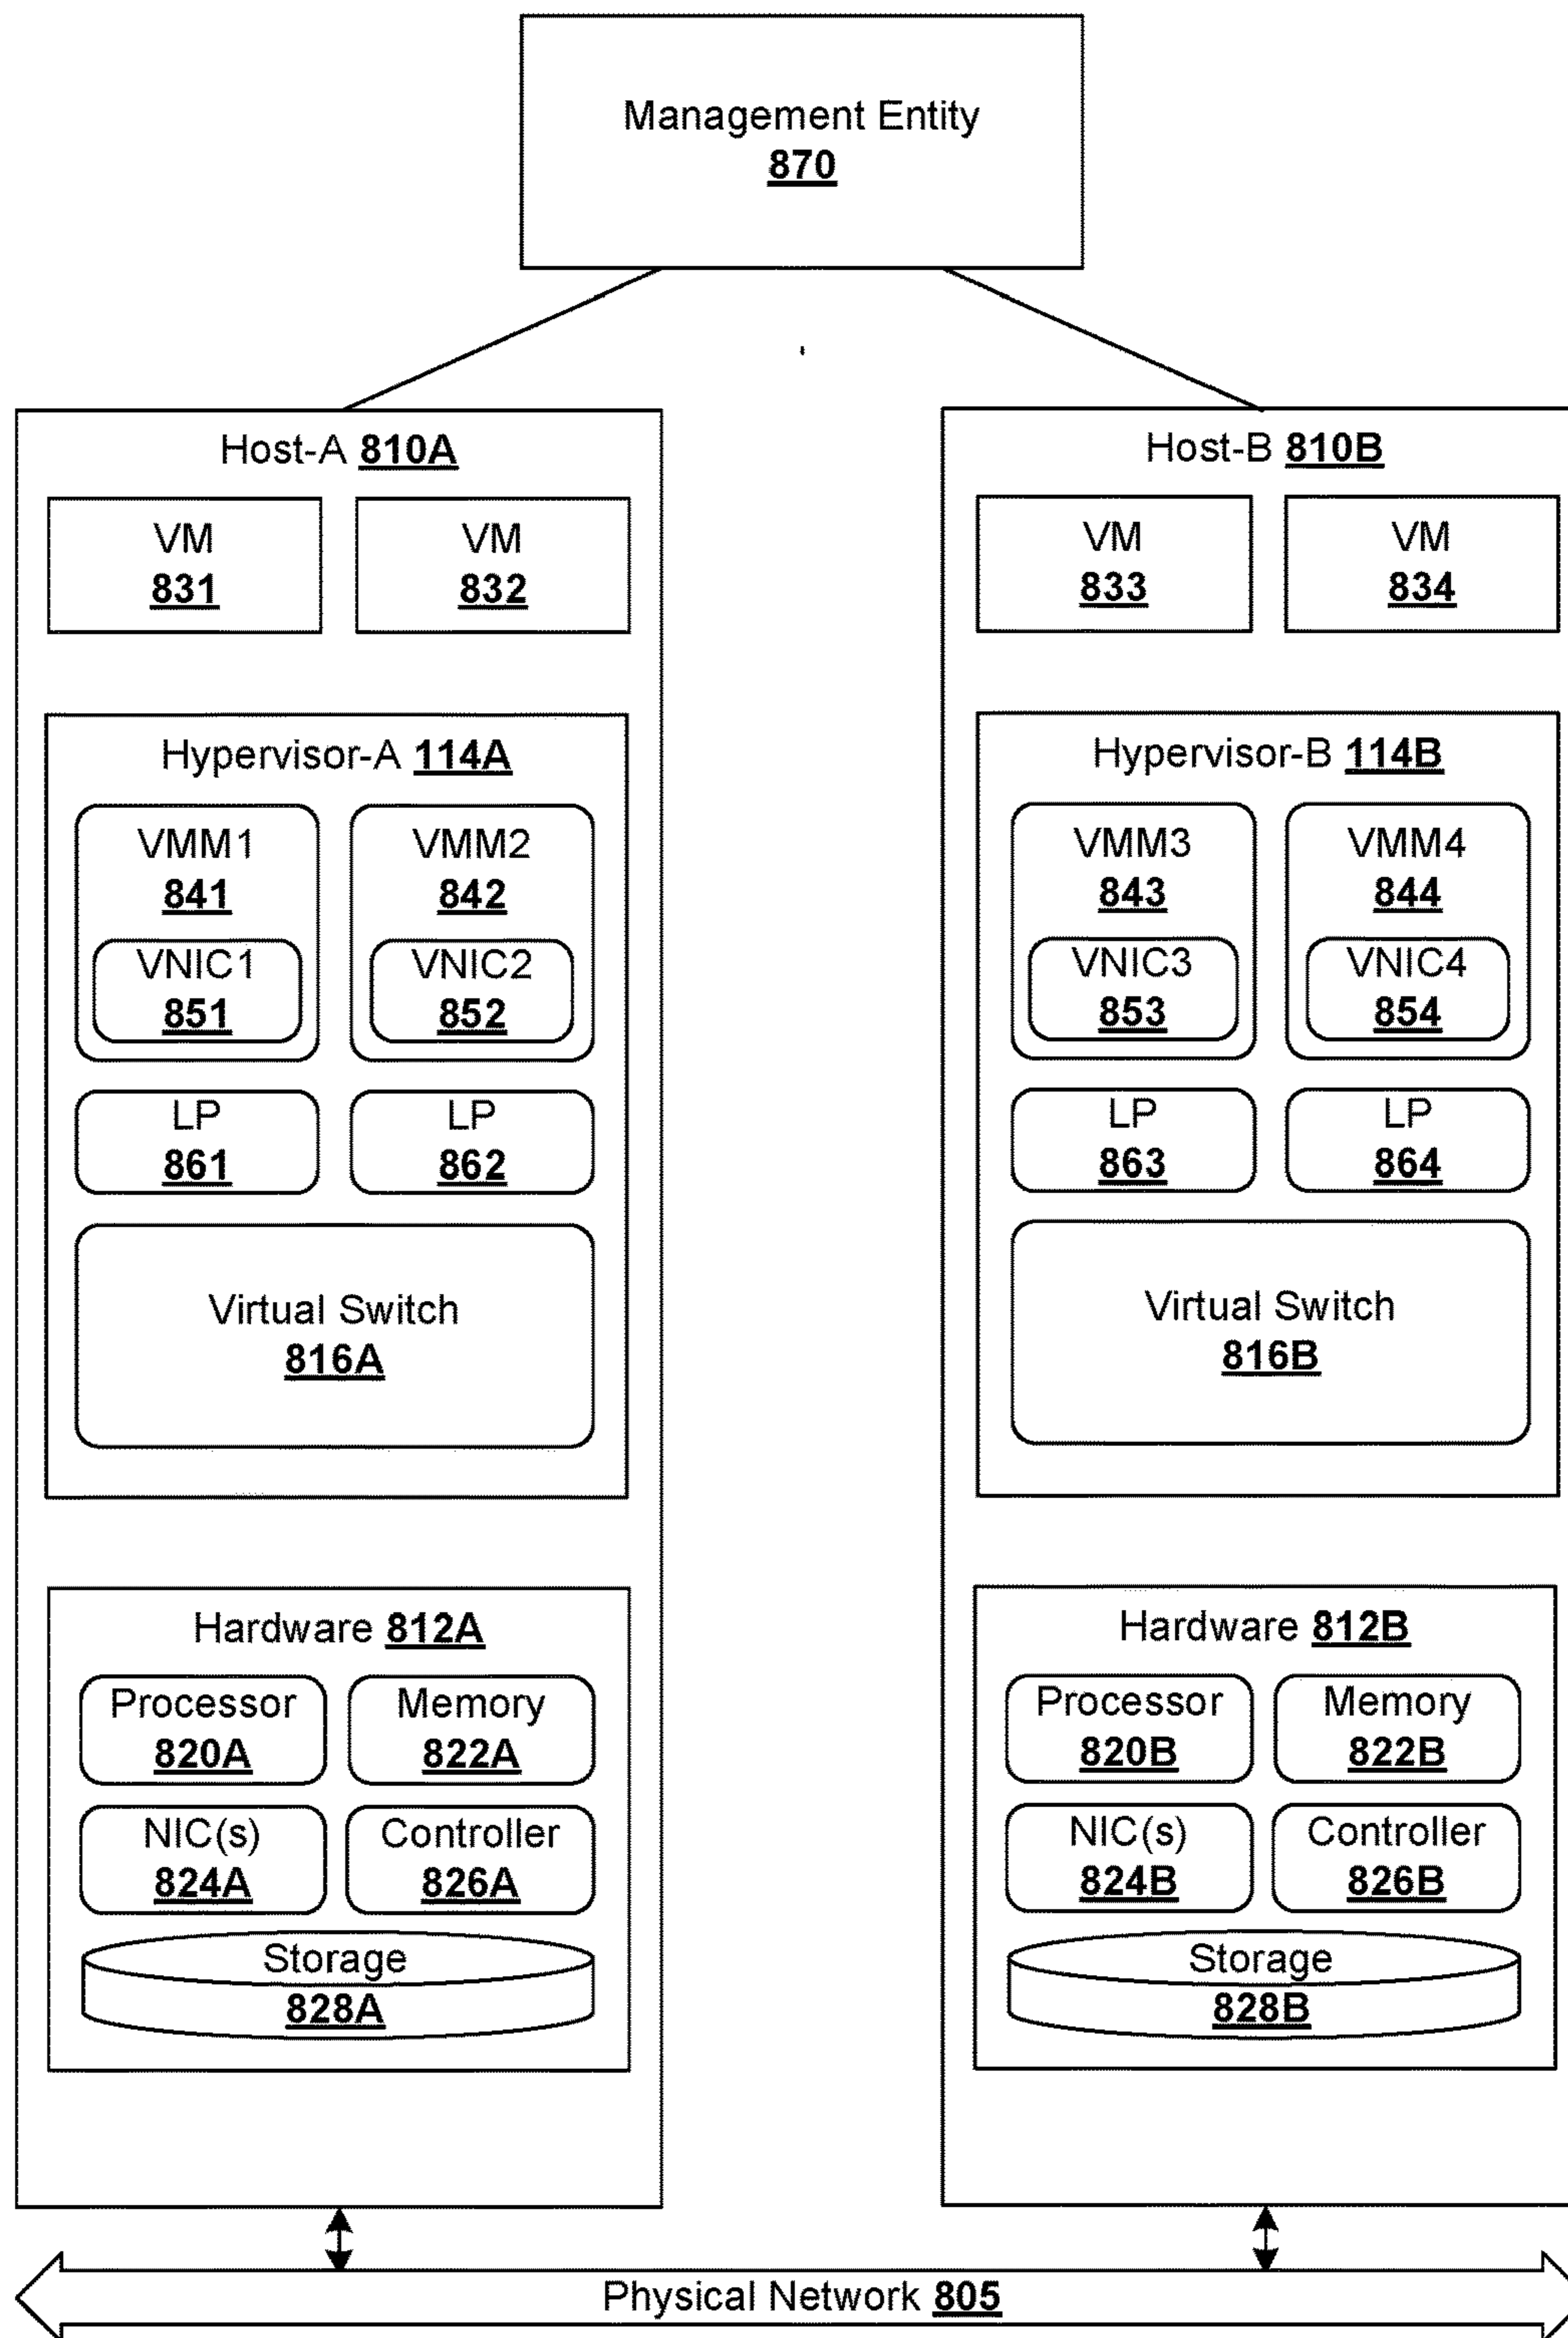 Management Entity
870
Host-A 810A
VM
831
VM
832
Hypervisor-A 114A
VMM1
841
VNIC1
851
VMM2
842
VNIC2
852
LP
861
LP
862
Virtual Switch
816A
Hardware 812A
Processor
820A
Memory
822A
NIC(s)
824A
Controller
826A
Storage
828A
Host-B 810B
VM
833
VM
834
Hypervisor-B 114B
VMM3
843
VNIC3
853
VMM4
844
VNIC4
854
LP
863
LP
864
Virtual Switch
816B
Hardware 812B
Processor
820B
Memory
822B
NIC(s)
824B
Controller
826B
Storage
828B
Physical Network 805